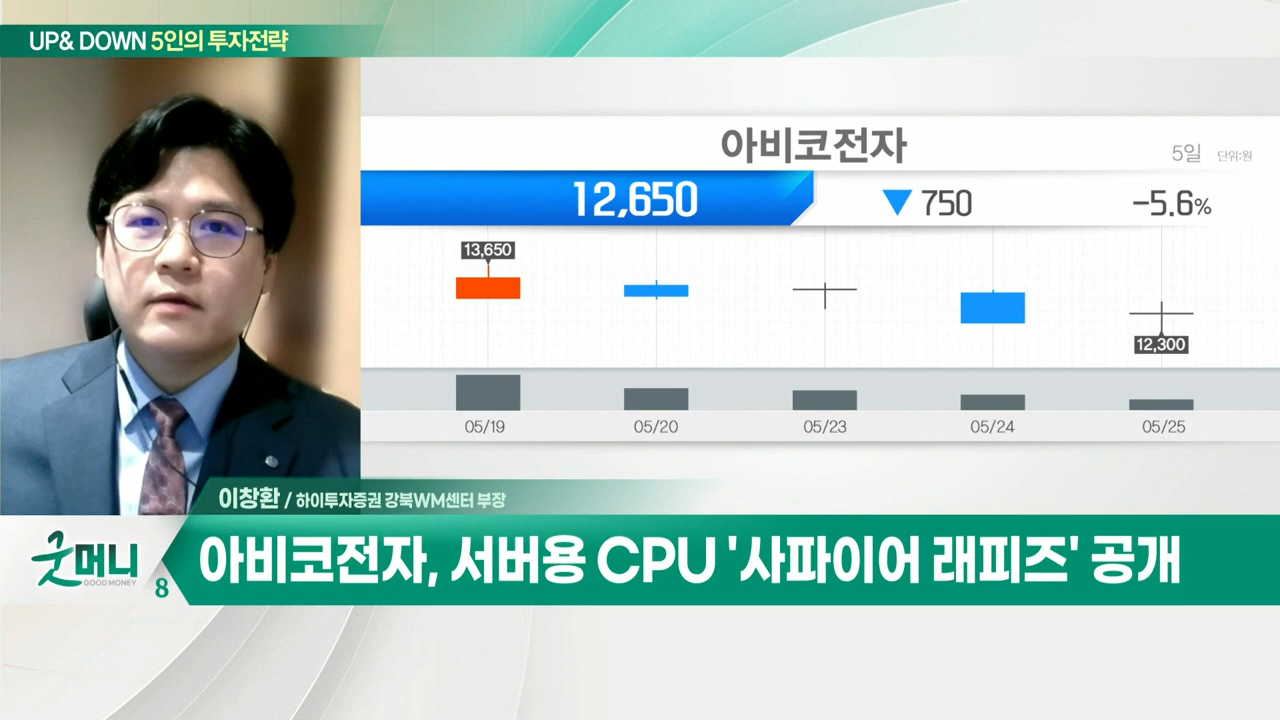 UP& DOWN 5인의 투자전략
아비코전자
5일 단위:원
12,650 ▼ 750 -5.6%
13,650
12,300
05/19 05/20 05/23 05/24 05/25
이창환 / 하이투자증권 강북WM센터 부장
굿머니
GOOD MONEY
8
아비코전자, 서버용 CPU '사파이어 래피즈' 공개